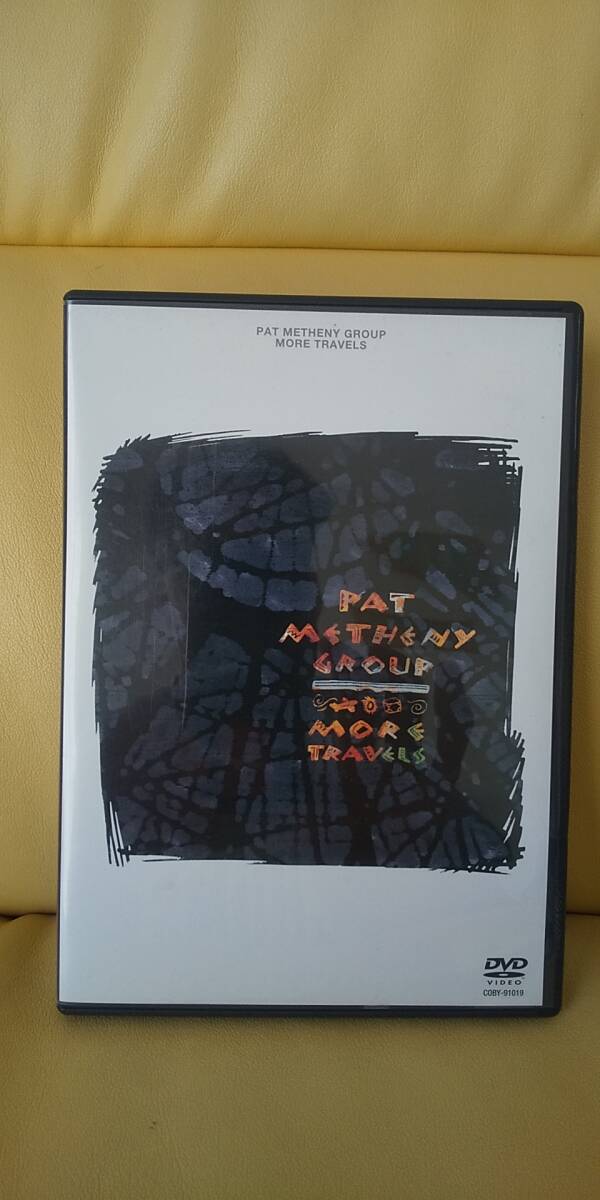 PAT METHENY GROUP
MORE TRAVELS
PAT
METHENY
GROUP
MORE
TRAVELS
DVD
VIDEO
COBY-91019